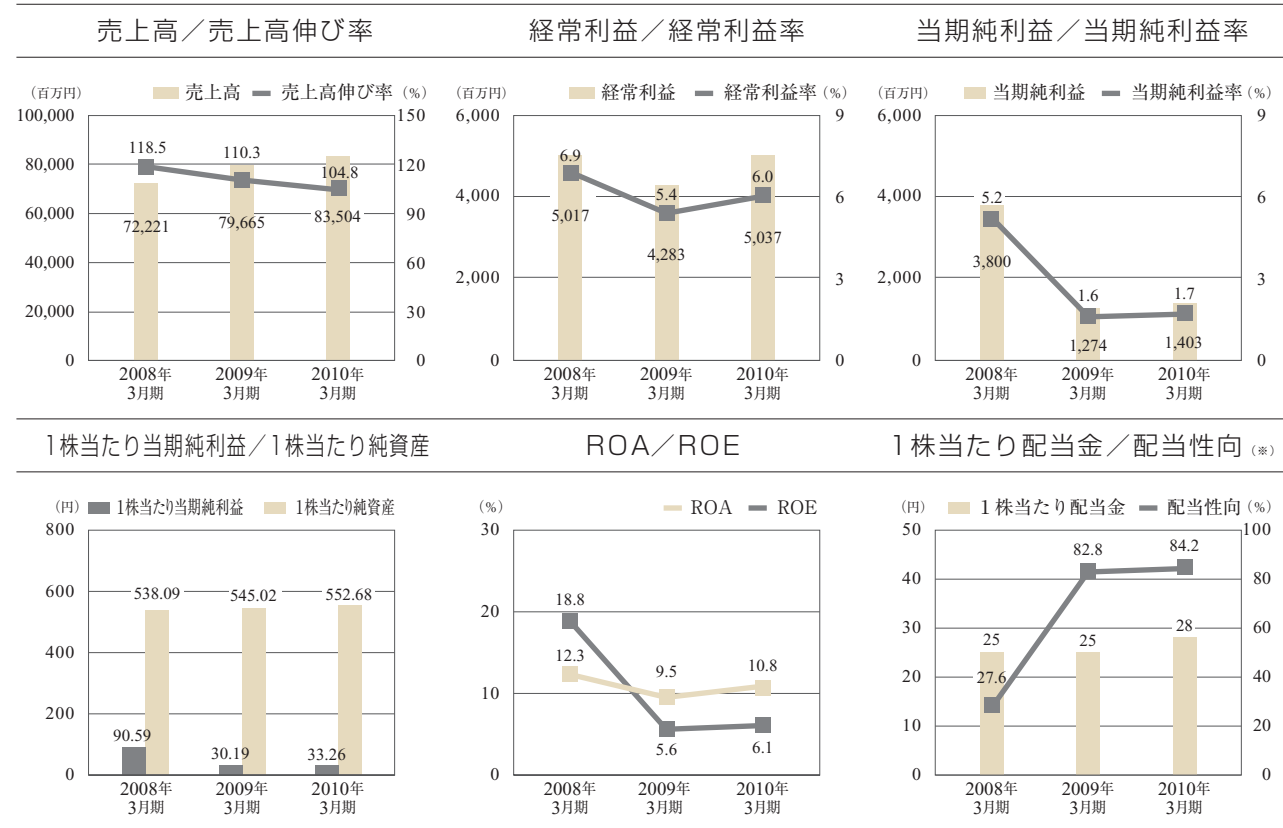 売上高／売上高伸び率
経常利益／経常利益率
当期純利益／当期純利益率
（百万円） 売上高 売上高伸び率 （%）
100,000 150
80,000 120
60,000 90
40,000 60
20,000 30
0 0
118.5 110.3 104.8
72,221 79,665 83,504
2008年 2009年 2010年
3月期 3月期 3月期
（百万円） 経常利益 経常利益率 （%）
6,000 9
4,000 6
2,000 3
0 0
6.9 5.4 6.0
5,017 4,283 5,037
2008年 2009年 2010年
3月期 3月期 3月期
（百万円） 当期純利益 当期純利益率 （%）
6,000 9
4,000 6
2,000 3
0 0
5.2 1.6 1.7
3,800 1,274 1,403
2008年 2009年 2010年
3月期 3月期 3月期
1株当たり当期純利益／1株当たり純資産
ROA／ROE
1株当たり配当金／配当性向（※）
（円） 1株当たり当期純利益 1株当たり純資産
800
600
400
200
0
538.09 545.02 552.68
90.59 30.19 33.26
2008年 2009年 2010年
3月期 3月期 3月期
（%） ROA ROE
30
20
10
0
18.8
12.3 9.5 10.8
5.6 6.1
2008年 2009年 2010年
3月期 3月期 3月期
（円） 1株当たり配当金 配当性向 （%）
50 100
40 80
30 60
20 40
10 20
0 0
82.8 84.2
25 25 28
27.6
2008年 2009年 2010年
3月期 3月期 3月期